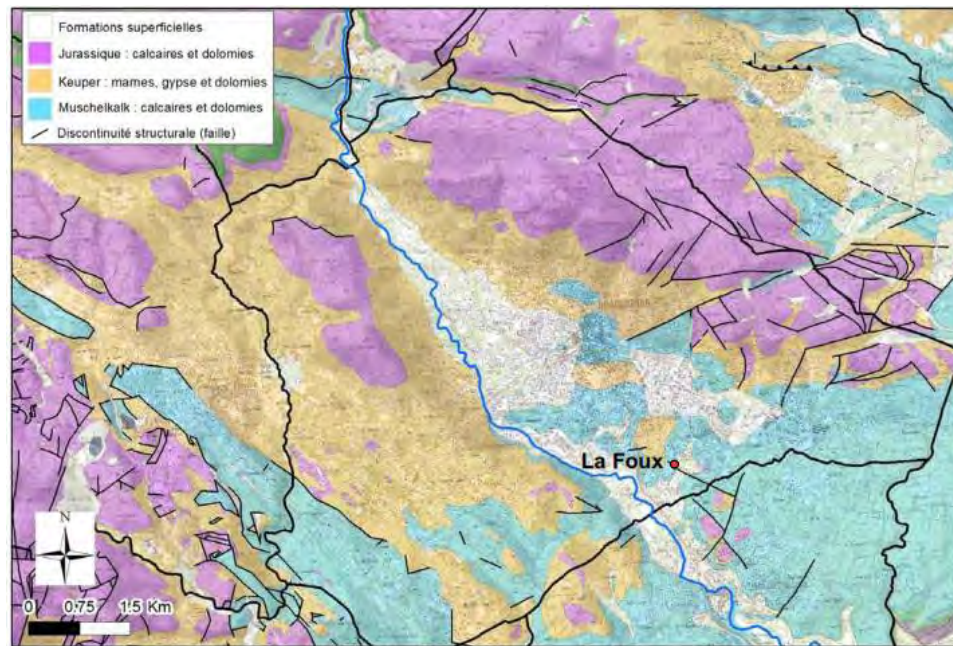 Formations superficielles
Jurassique : calcaires et dolomies
Keuper : marnes, gypse et dolomies
Muschelkalk : calcaires et dolomies
Discontinuité structurale (faille)
La Foux
N
0 0.75 1.5 Km